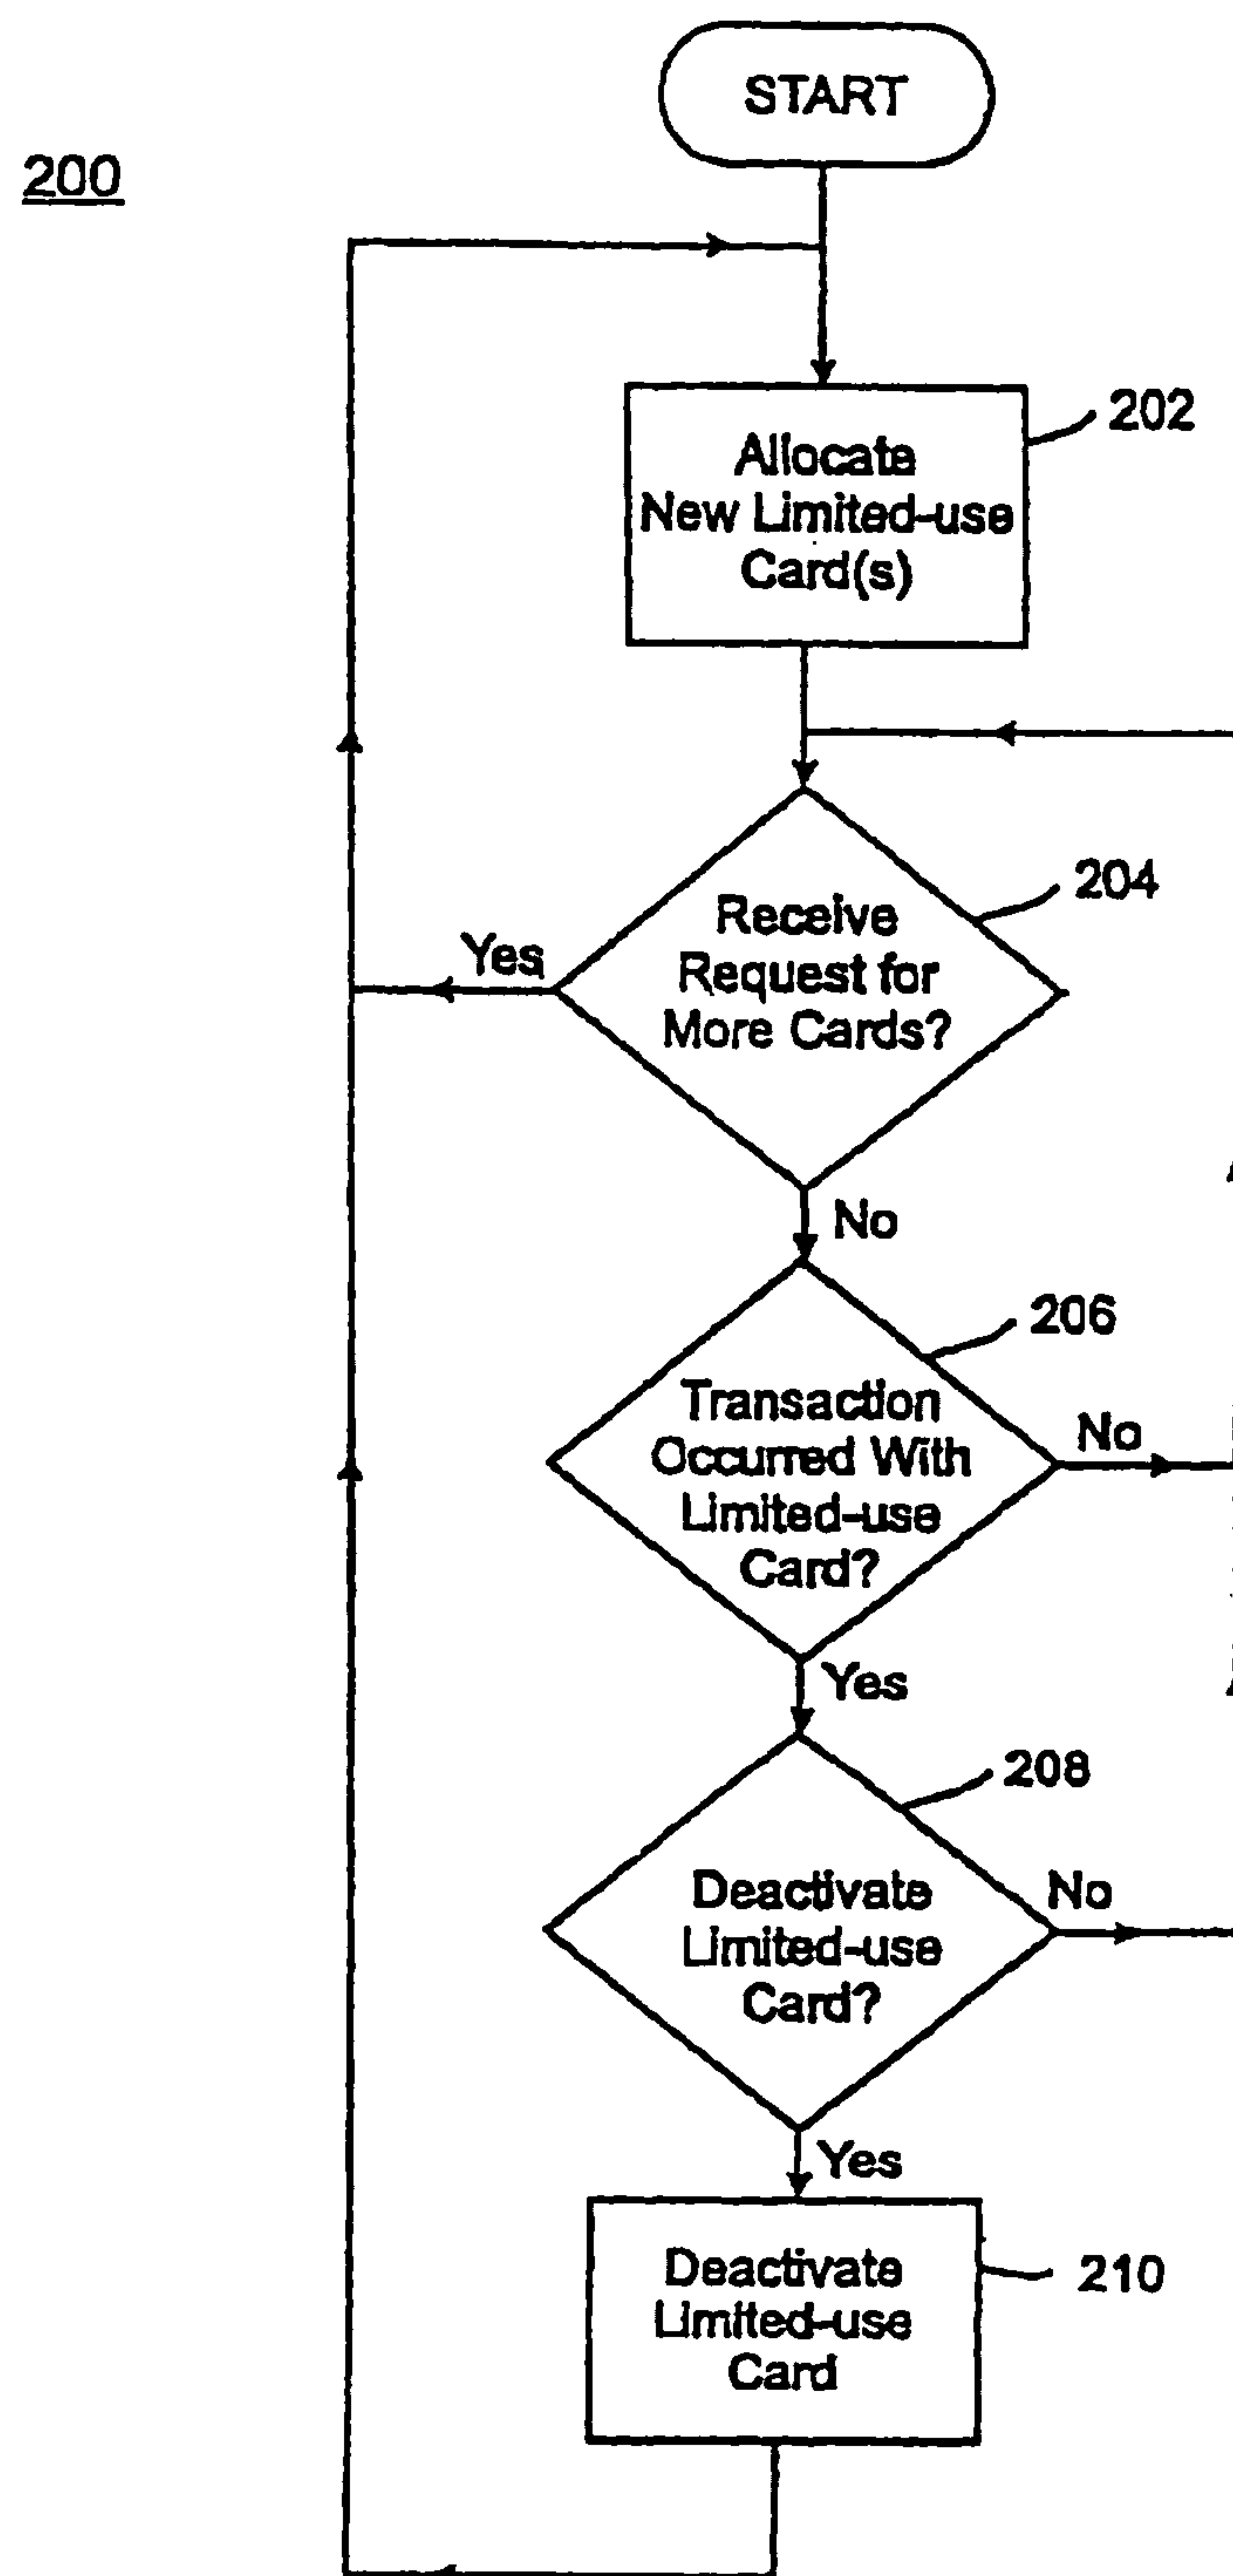 START
200
202
Allocate
New Limited-use
Card(s)
204
Receive
Request for
More Cards?
Yes
No
206
Transaction
Occurred With
Limited-use
Card?
No
Yes
208
Deactivate
Limited-use
Card?
No
Yes
Deactivate
Limited-use
Card
210